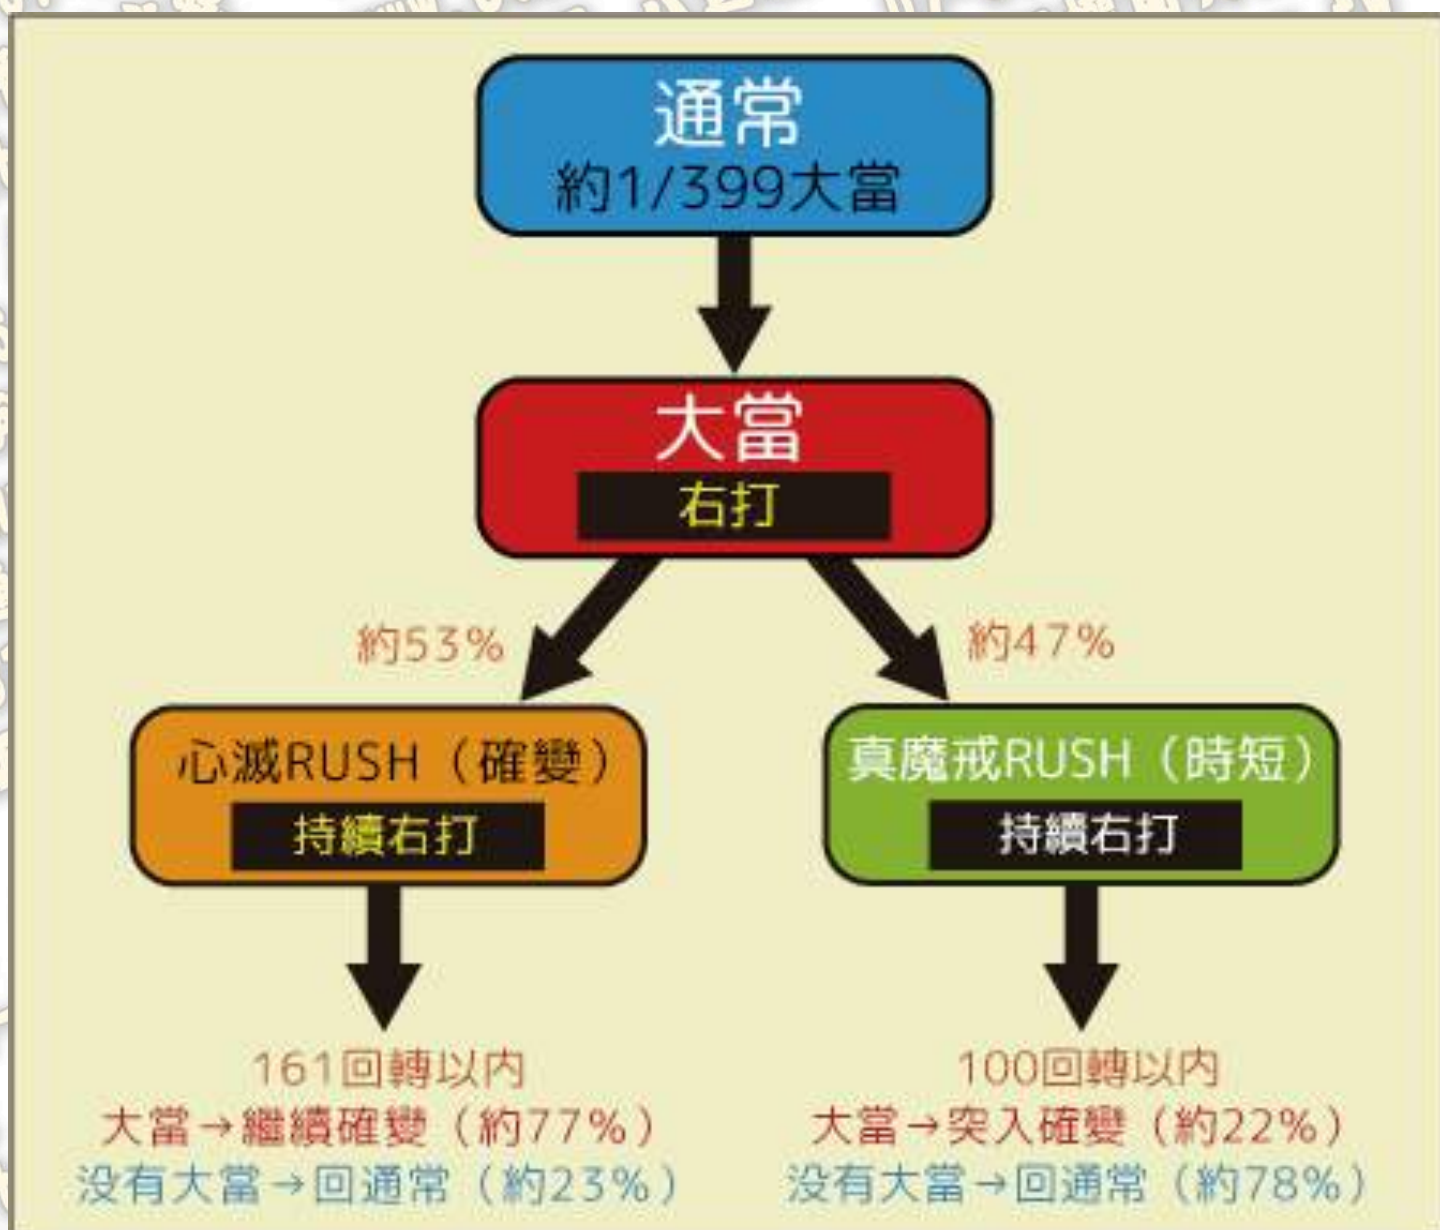 通常
約1/399大當
大當
右打
約53%
約47%
心滅RUSH（確變）
持續右打
真魔戒RUSH（時短）
持續右打
161回轉以内
大當→繼續確變（約77%）
没有大當→回通常（約23%）
100回轉以内
大當→突入確變（約22%）
没有大當→回通常（約78%）